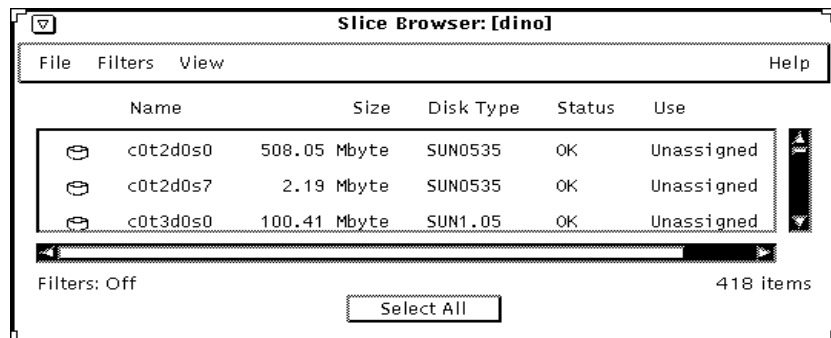 Slice Browser: [dino]
File Filters View Help
Name Size Disk Type Status Use
c0t2d0s0 508.05 Mbyte SUN0535 OK Unassigned
c0t2d0s7 2.19 Mbyte SUN0535 OK Unassigned
c0t3d0s0 100.41 Mbyte SUN1.05 OK Unassigned
Filters: Off 418 items
Select All